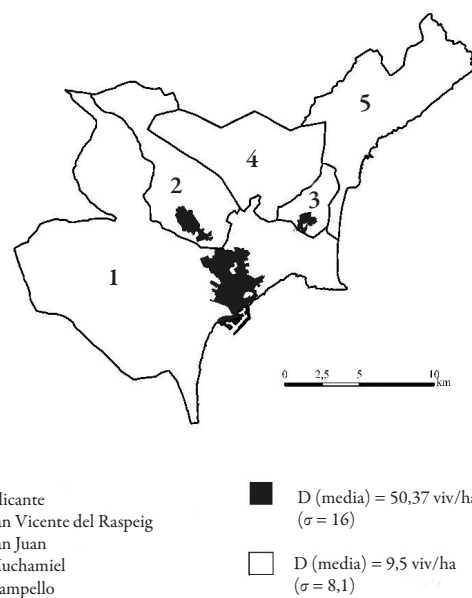 5
4
2
3
1
0 2,5 5 10
km
licante
an Vicente del Raspeig
an Juan
uchamiel
ampello
D (media) = 50,37 viv/ha
(σ = 16)
D (media) = 9,5 viv/ha
(σ = 8,1)